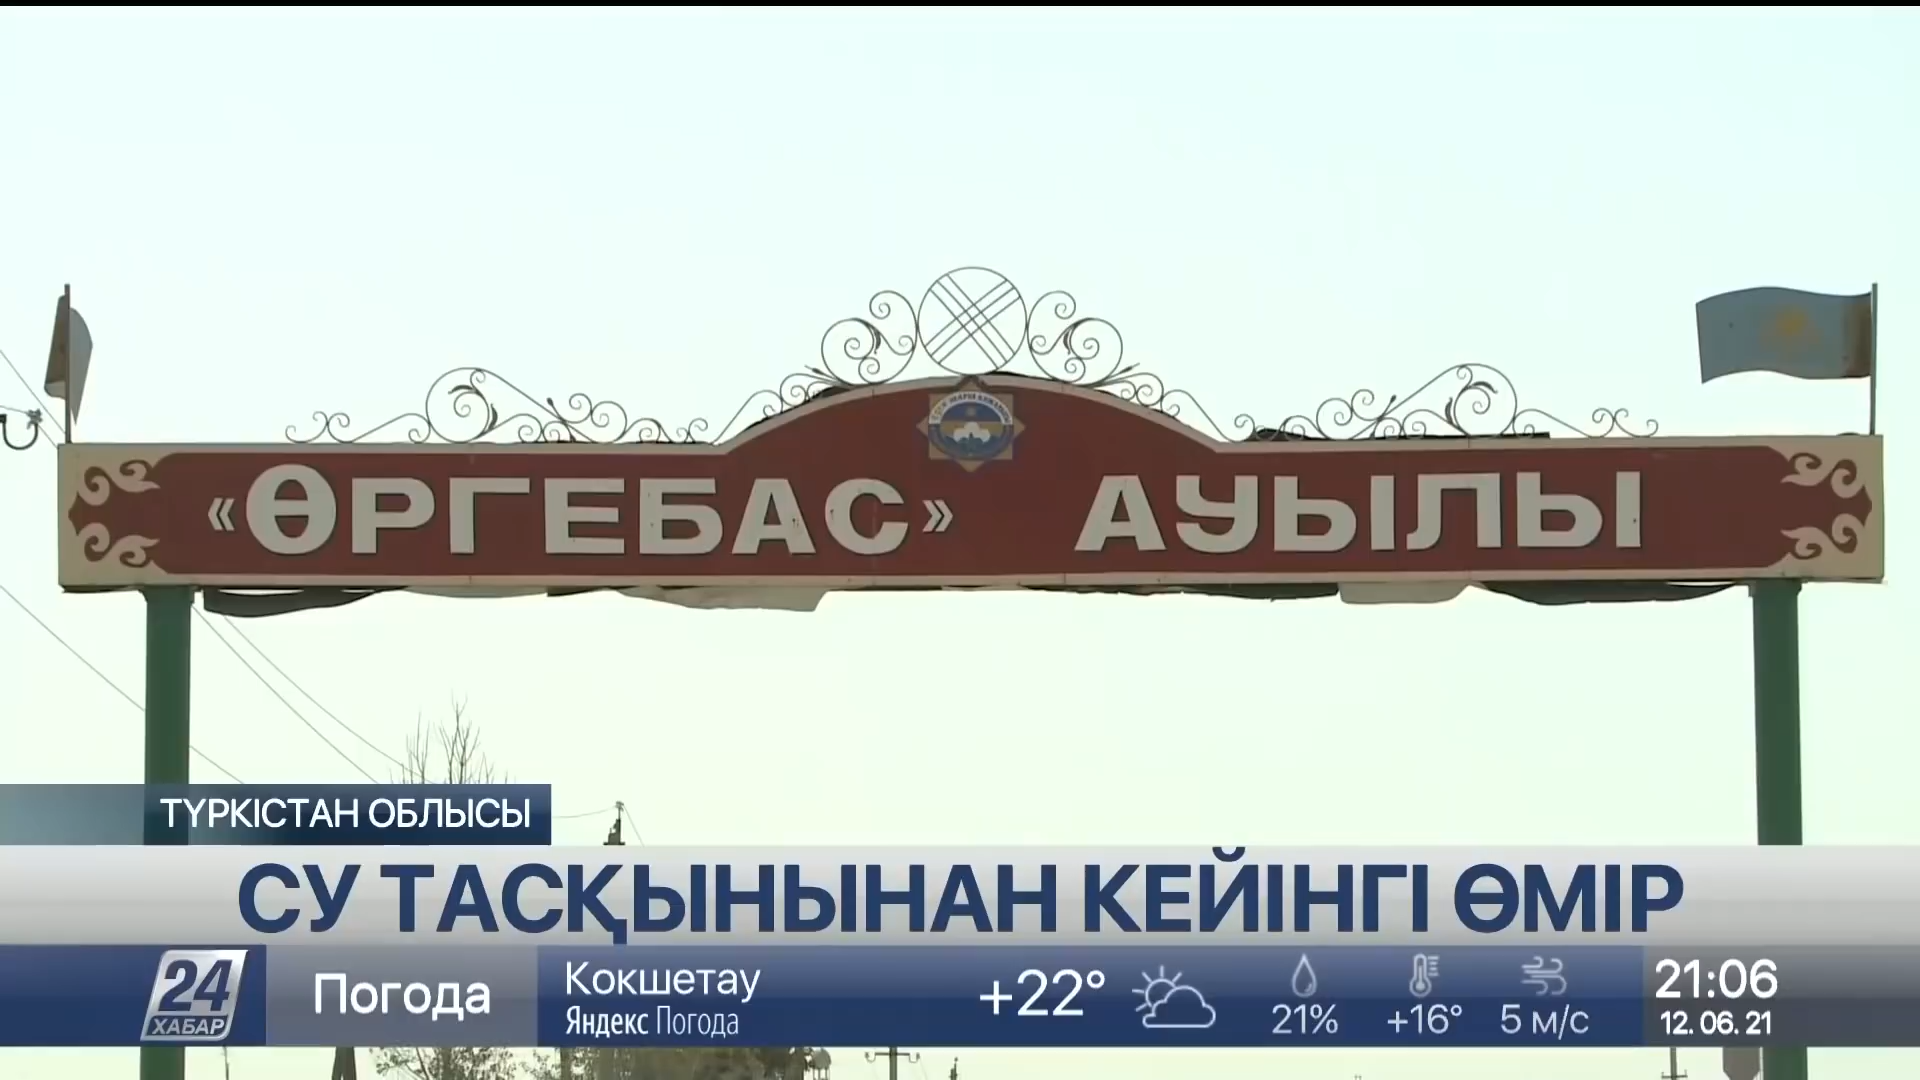 «ӨРГЕБАС» АУЫЛЫ
ТҮРКІСТАН ОБЛЫСЫ
СУ ТАСҚЫНЫНАН КЕЙІНГІ ӨМІР
24
ХАБАР
Погода
Кокшетау
Яндекс Погода
+22°
21%
+16°
5 м/с
21:06
12. 06. 21